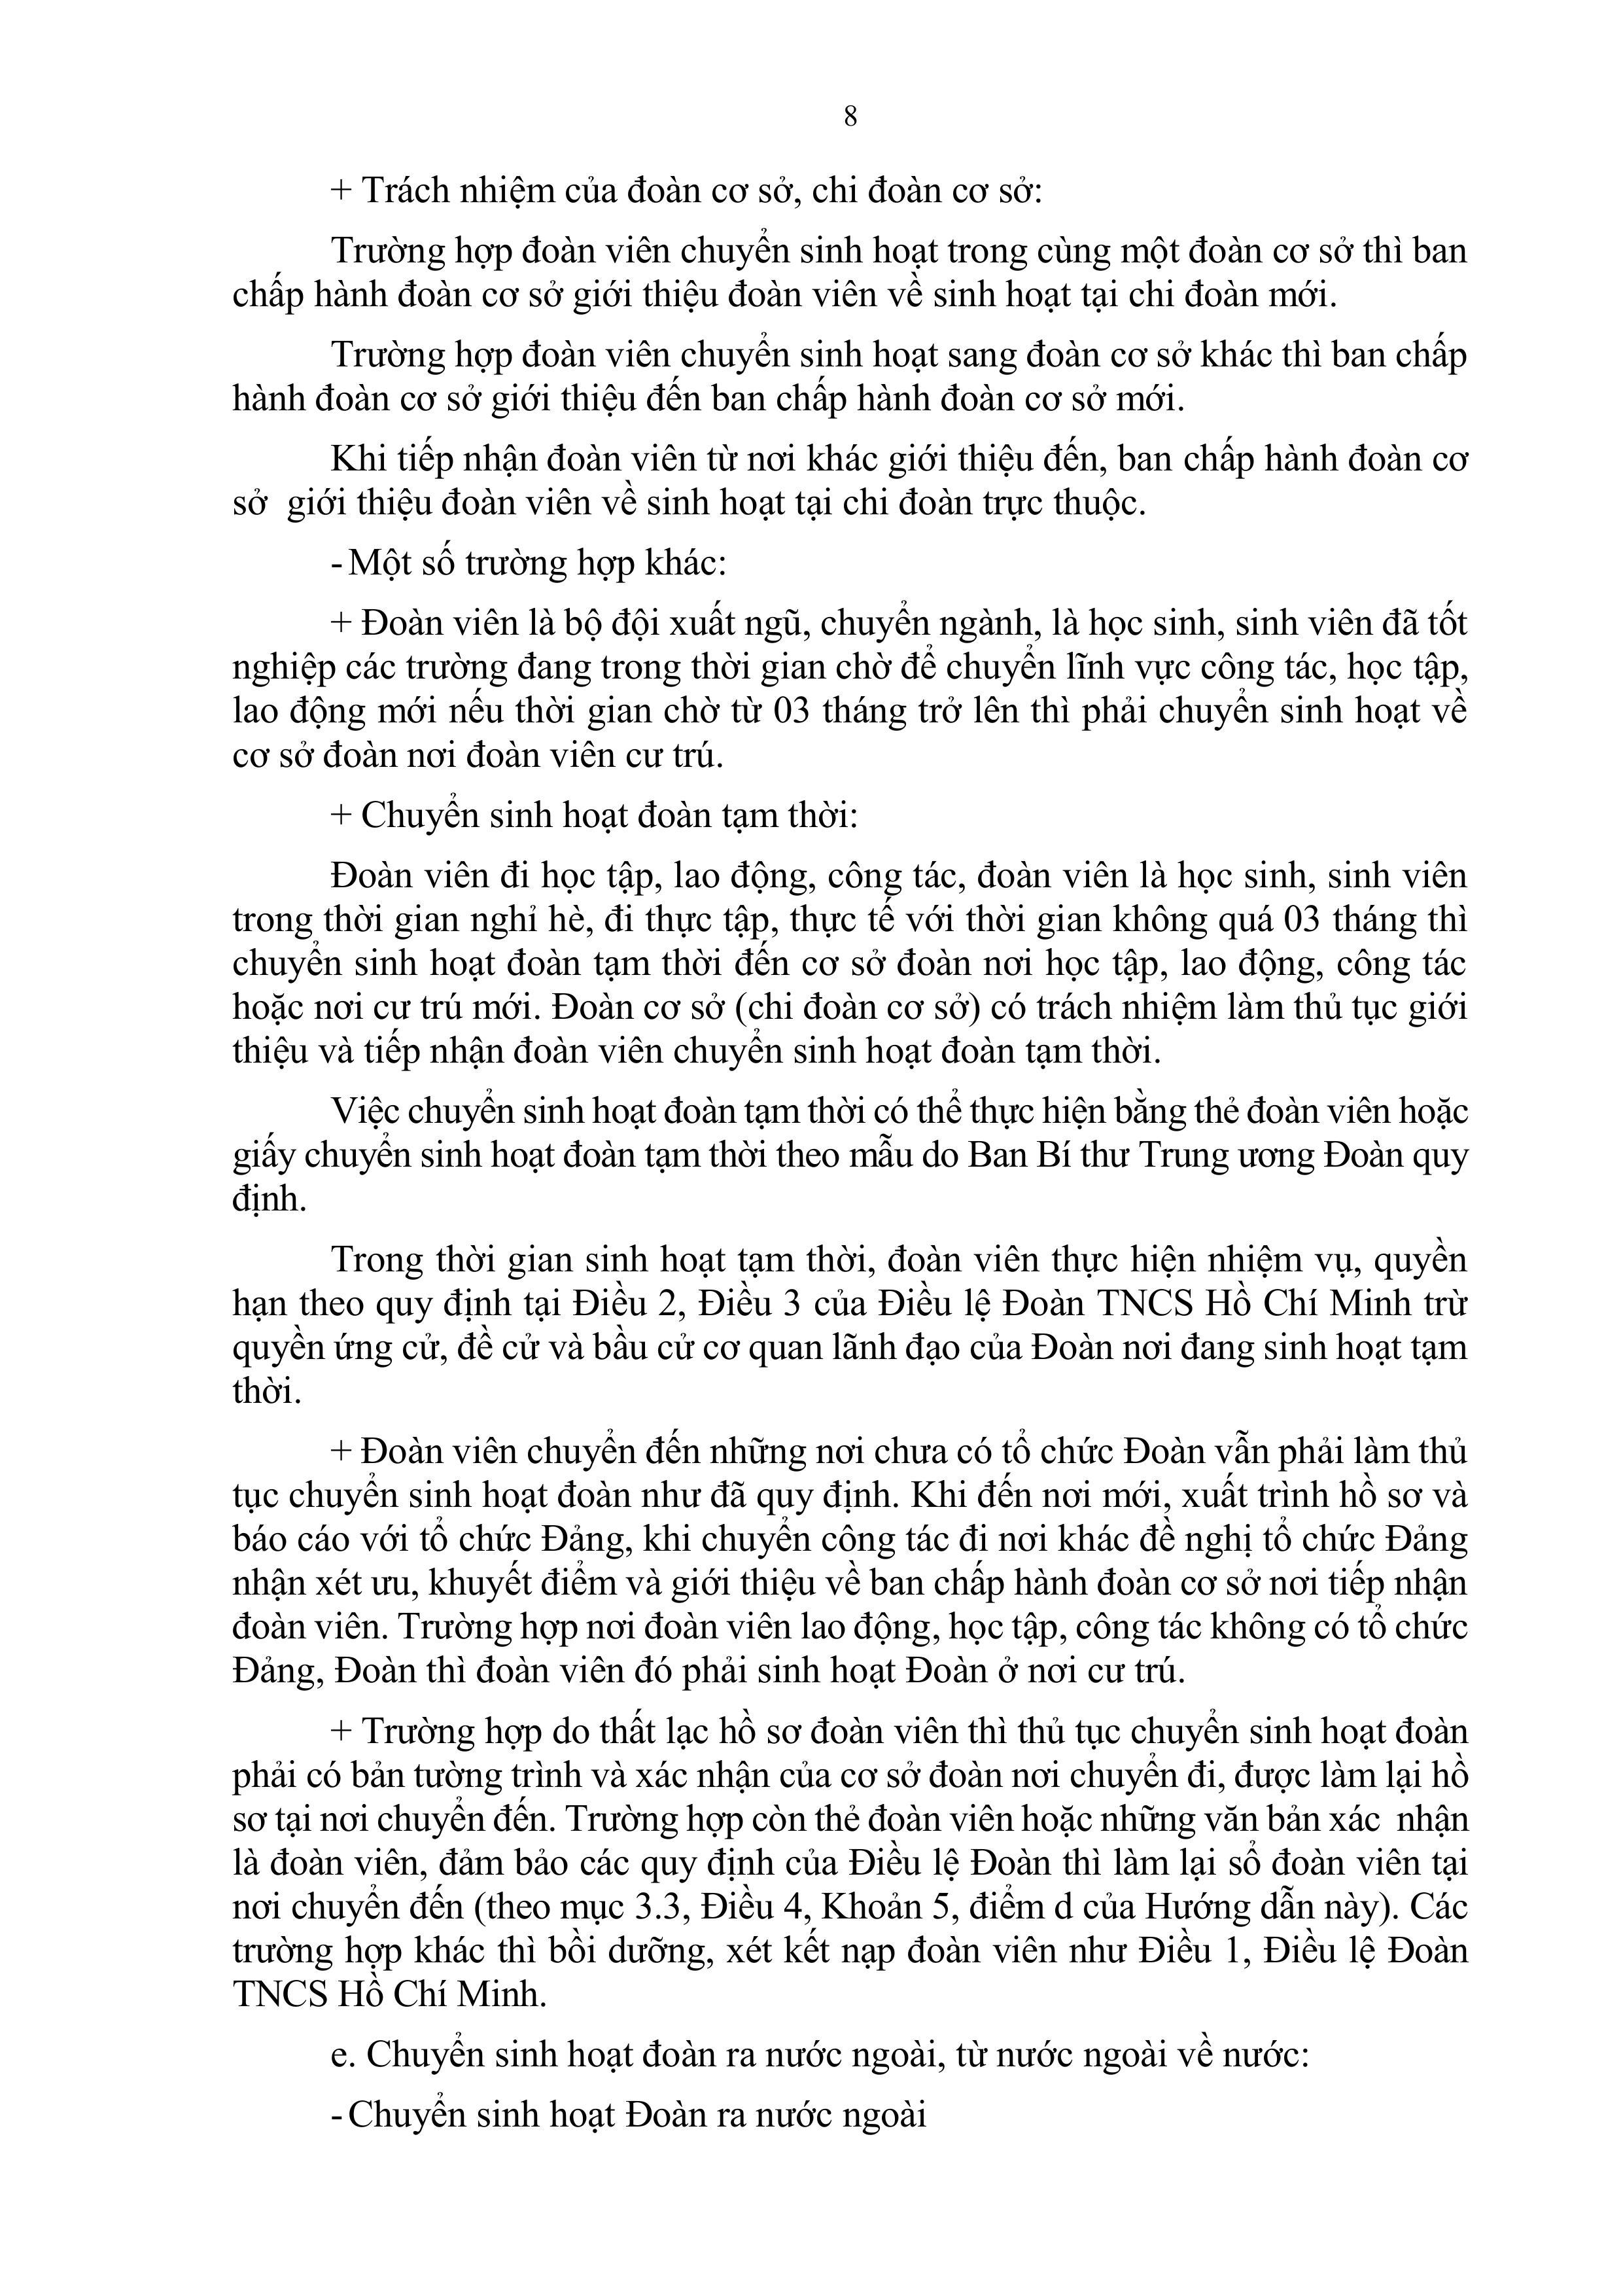 8
+ Trách nhiệm của đoàn cơ sở, chi đoàn cơ sở:
Trường hợp đoàn viên chuyển sinh hoạt trong cùng một đoàn cơ sở thì ban
chấp hành đoàn cơ sở giới thiệu đoàn viên về sinh hoạt tại chi đoàn mới.
Trường hợp đoàn viên chuyển sinh hoạt sang đoàn cơ sở khác thì ban chấp
hành đoàn cơ sở giới thiệu đến ban chấp hành đoàn cơ sở mới.
Khi tiếp nhận đoàn viên từ nơi khác giới thiệu đến, ban chấp hành đoàn cơ
sở giới thiệu đoàn viên về sinh hoạt tại chi đoàn trực thuộc.
- Một số trường hợp khác:
+ Đoàn viên là bộ đội xuất ngũ, chuyển ngành, là học sinh, sinh viên đã tốt
nghiệp các trường đang trong thời gian chờ để chuyển lĩnh vực công tác, học tập,
lao động mới nếu thời gian chờ từ 03 tháng trở lên thì phải chuyển sinh hoạt về
cơ sở đoàn nơi đoàn viên cư trú.
+ Chuyển sinh hoạt đoàn tạm thời:
Đoàn viên đi học tập, lao động, công tác, đoàn viên là học sinh, sinh viên
trong thời gian nghỉ hè, đi thực tập, thực tế với thời gian không quá 03 tháng thì
chuyển sinh hoạt đoàn tạm thời đến cơ sở đoàn nơi học tập, lao động, công tác
hoặc nơi cư trú mới. Đoàn cơ sở (chi đoàn cơ sở) có trách nhiệm làm thủ tục giới
thiệu và tiếp nhận đoàn viên chuyển sinh hoạt đoàn tạm thời.
Việc chuyển sinh hoạt đoàn tạm thời có thể thực hiện bằng thẻ đoàn viên hoặc
giấy chuyển sinh hoạt đoàn tạm thời theo mẫu do Ban Bí thư Trung ương Đoàn quy
định.
Trong thời gian sinh hoạt tạm thời, đoàn viên thực hiện nhiệm vụ, quyền
hạn theo quy định tại Điều 2, Điều 3 của Điều lệ Đoàn TNCS Hồ Chí Minh trừ
quyền ứng cử, đề cử và bầu cử cơ quan lãnh đạo của Đoàn nơi đang sinh hoạt tạm
thời.
+ Đoàn viên chuyển đến những nơi chưa có tổ chức Đoàn vẫn phải làm thủ
tục chuyển sinh hoạt đoàn như đã quy định. Khi đến nơi mới, xuất trình hồ sơ và
báo cáo với tổ chức Đảng, khi chuyển công tác đi nơi khác đề nghị tổ chức Đảng
nhận xét ưu, khuyết điểm và giới thiệu về ban chấp hành đoàn cơ sở nơi tiếp nhận
đoàn viên. Trường hợp nơi đoàn viên lao động, học tập, công tác không có tổ chức
Đảng, Đoàn thì đoàn viên đó phải sinh hoạt Đoàn ở nơi cư trú.
+ Trường hợp do thất lạc hồ sơ đoàn viên thì thủ tục chuyển sinh hoạt đoàn
phải có bản tường trình và xác nhận của cơ sở đoàn nơi chuyển đi, được làm lại hồ
sơ tại nơi chuyển đến. Trường hợp còn thẻ đoàn viên hoặc những văn bản xác nhận
là đoàn viên, đảm bảo các quy định của Điều lệ Đoàn thì làm lại sổ đoàn viên tại
nơi chuyển đến (theo mục 3.3, Điều 4, Khoản 5, điểm d của Hướng dẫn này). Các
trường hợp khác thì bồi dưỡng, xét kết nạp đoàn viên như Điều 1, Điều lệ Đoàn
TNCS Hồ Chí Minh.
e. Chuyển sinh hoạt đoàn ra nước ngoài, từ nước ngoài về nước:
- Chuyển sinh hoạt Đoàn ra nước ngoài